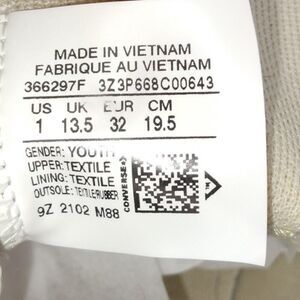 MADE IN VIETNAM
FABRIQUE AU VIETNAM
366297F 3Z3P668C00643
US UK EUR CM
1 13.5 32 19.5
GENDER: YOUTH
UPPER:TEXTILE
LINING: TEXTILE
OUTSOLE: TEXTILE/RUBBER
9Z 2102 M88
CONVERSE